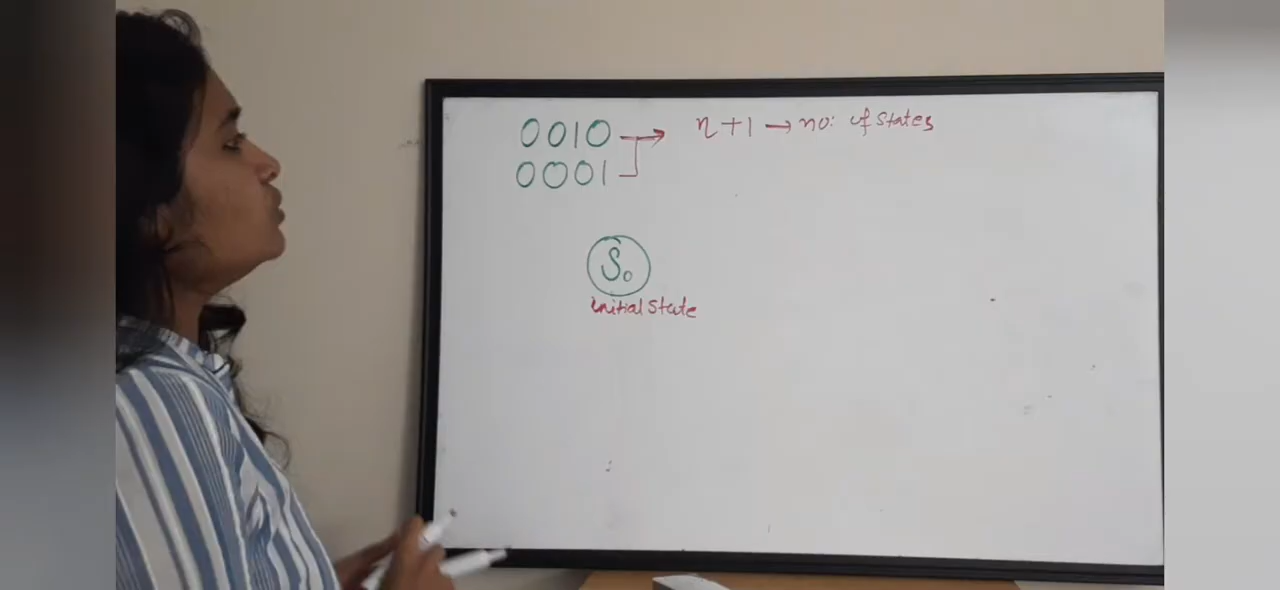 0010 → n+1 → no: of states
0001
S₀
initial state